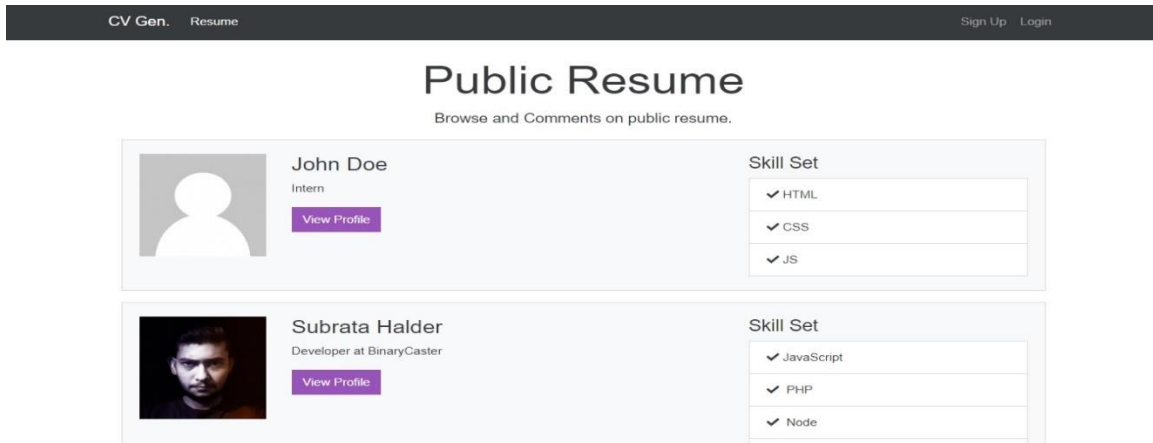 CV Gen. Resume Sign Up Login
Public Resume
Browse and Comments on public resume.
John Doe
Intern
View Profile
Skill Set
HTML
CSS
JS
Subrata Halder
Developer at BinaryCaster
View Profile
Skill Set
JavaScript
PHP
Node